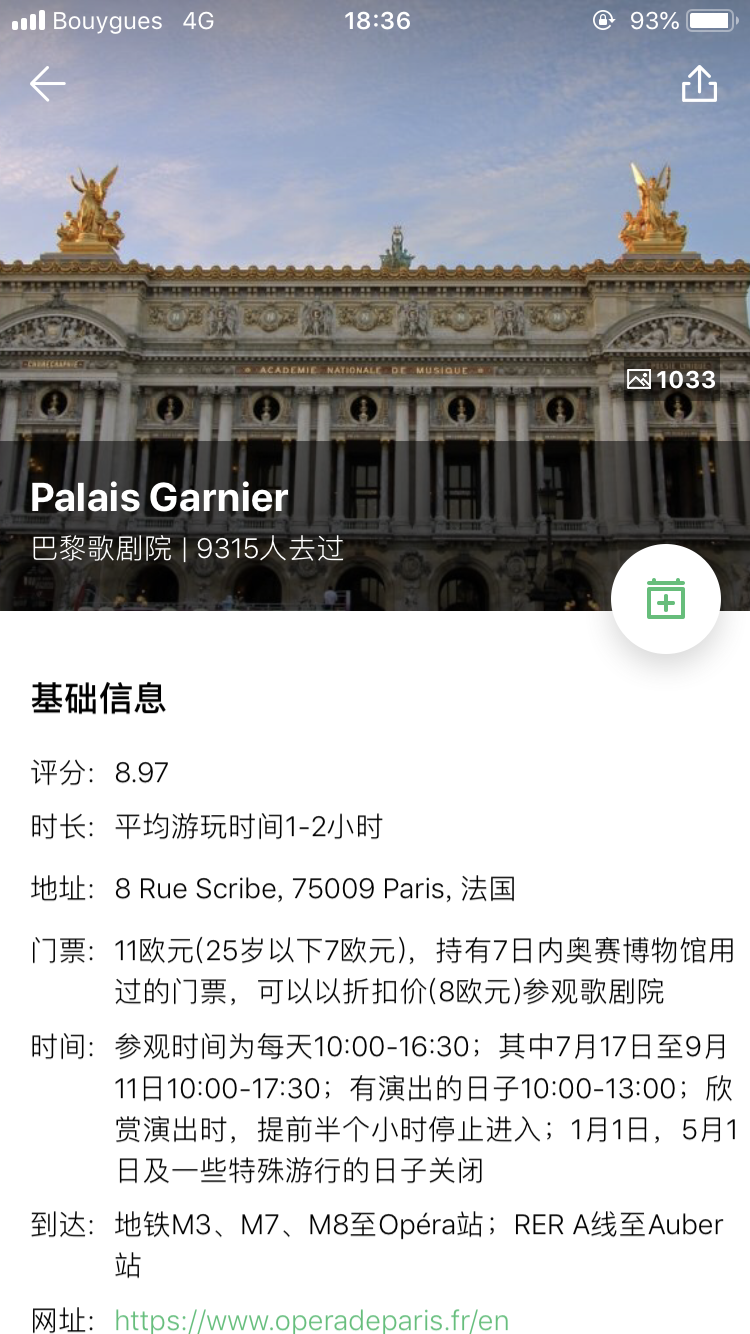 Bouygues 4G 18:36 93%
CHOREGRAPHIE
ACADEMIE NATIONALE DE MUSIQUE
1033
Palais Garnier
巴黎歌剧院 | 9315人去过
基础信息
评分: 8.97
时长: 平均游玩时间1-2小时
地址: 8 Rue Scribe, 75009 Paris, 法国
门票: 11欧元(25岁以下7欧元)，持有7日内奥赛博物馆用
过的门票，可以以折扣价(8欧元)参观歌剧院
时间: 参观时间为每天10:00-16:30；其中7月17日至9月
11日10:00-17:30；有演出的日子10:00-13:00；欣
赏演出时，提前半个小时停止进入；1月1日，5月1
日及一些特殊游行的日子关闭
到达: 地铁M3、M7、M8至Opéra站；RER A线至Auber
站
网址: https://www.operadeparis.fr/en